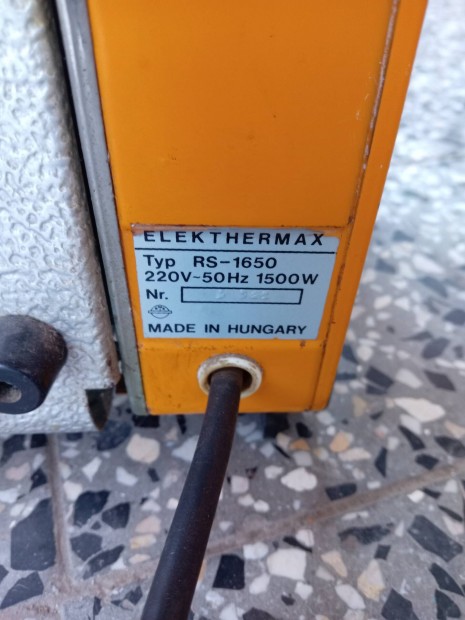 ELEKTHERMAX
Typ RS-1650
220V~50Hz 1500W
Nr.
MADE IN HUNGARY